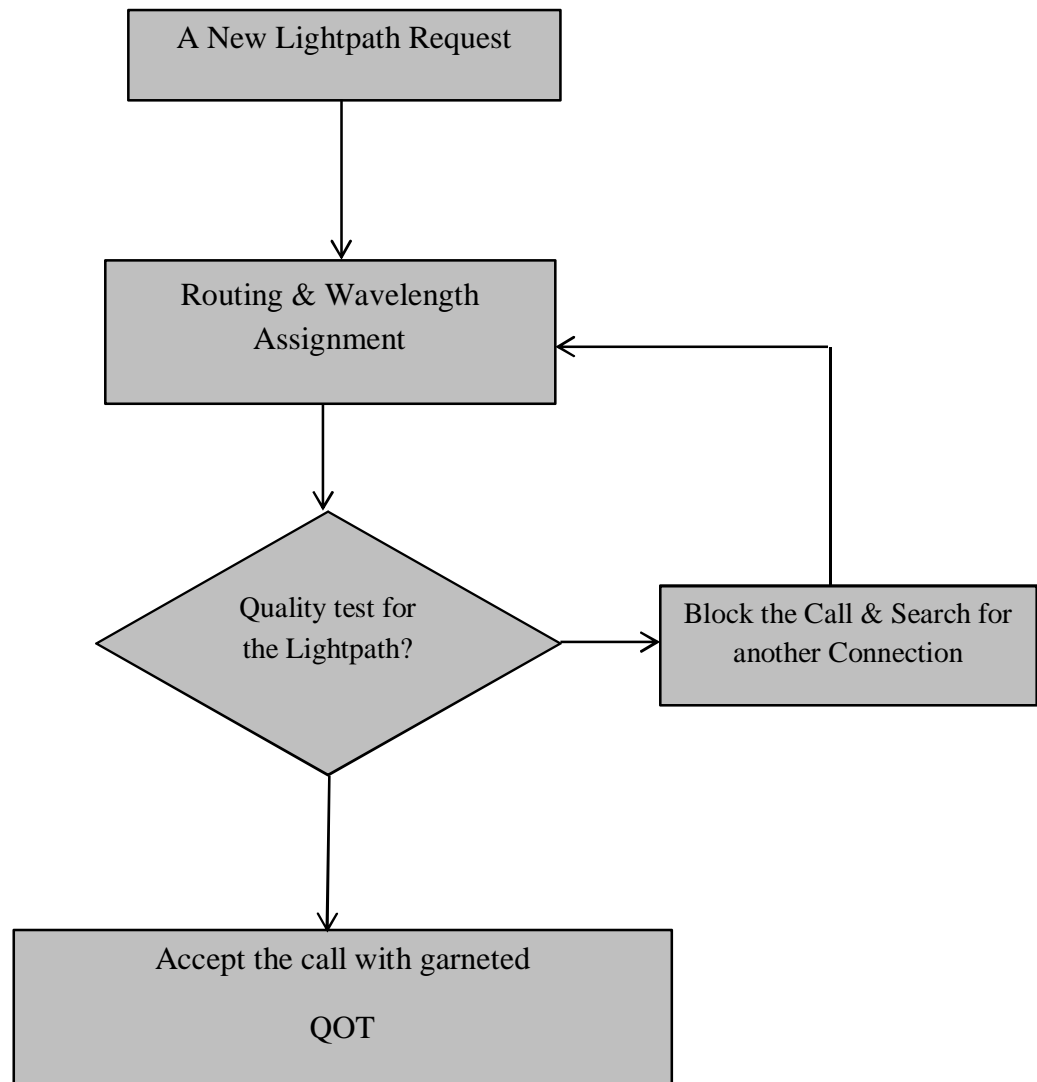 A New Lightpath Request
Routing & Wavelength
Assignment
Quality test for
the Lightpath?
Block the Call & Search for
another Connection
Accept the call with garneted
QOT